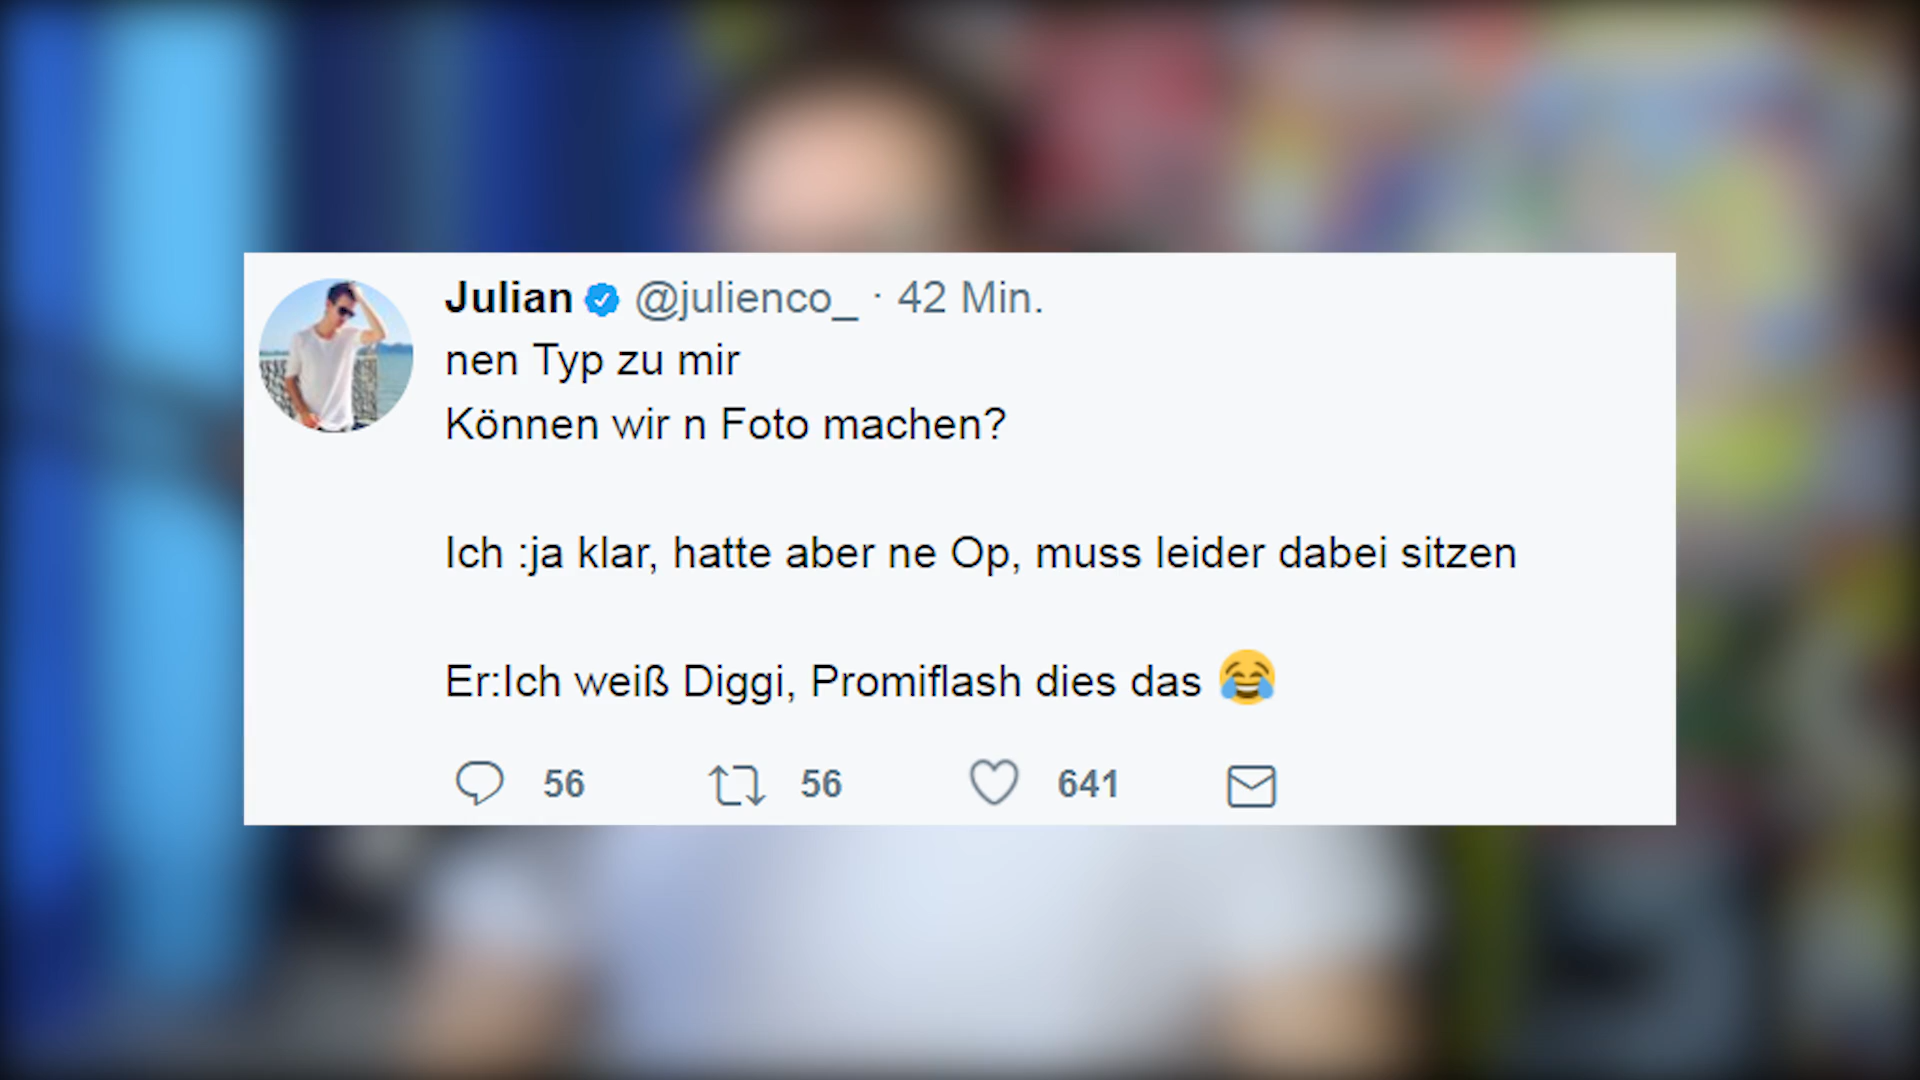 Julian @julienco_ · 42 Min.
nen Typ zu mir
Können wir n Foto machen?
Ich :ja klar, hatte aber ne Op, muss leider dabei sitzen
Er:Ich weiß Diggi, Promiflash dies das 😂
56 56 641